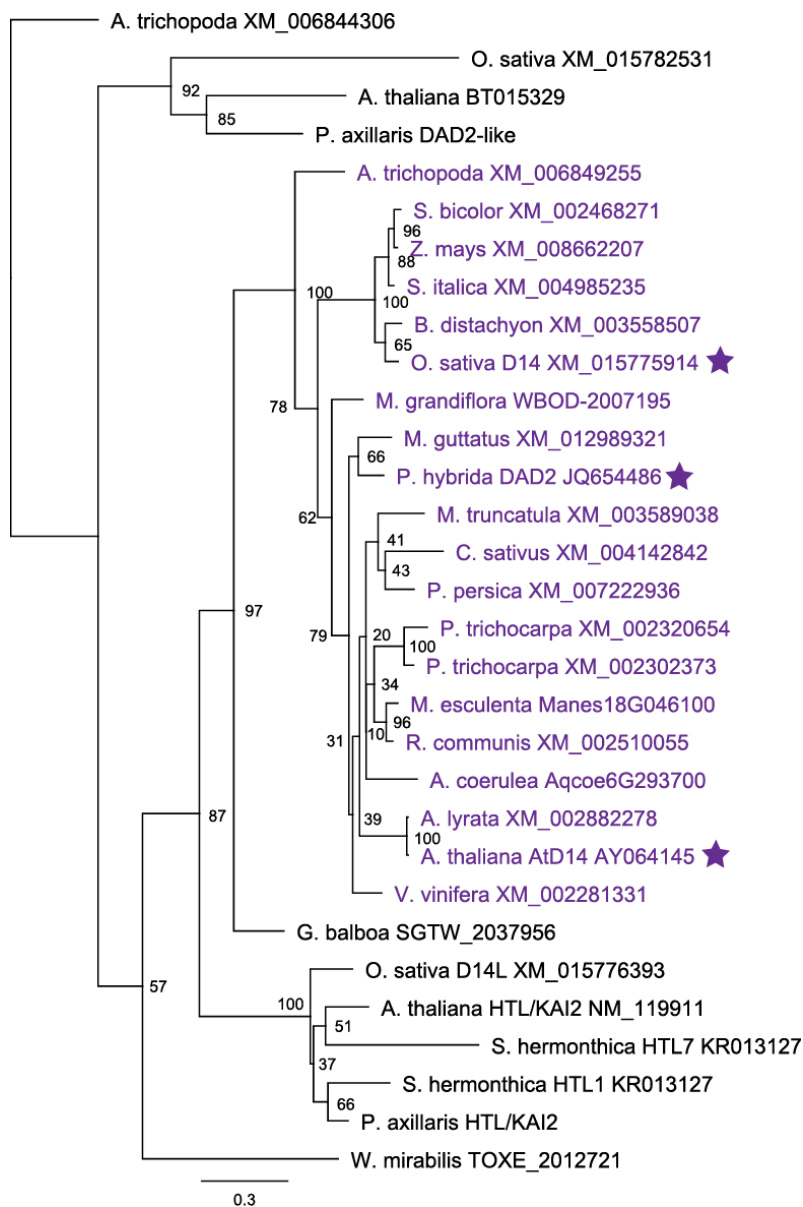 A. trichopoda XM_006844306
O. sativa XM_015782531
92
A. thaliana BT015329
85
P. axillaris DAD2-like
A. trichopoda XM_006849255
S. bicolor XM_002468271
96
Z. mays XM_008662207
88
S. italica XM_004985235
100
100
B. distachyon XM_003558507
65
O. sativa D14 XM_015775914
M. grandiflora WBOD-2007195
78
M. guttatus XM_012989321
66
P. hybrida DAD2 JQ654486
62
M. truncatula XM_003589038
41
C. sativus XM_004142842
43
P. persica XM_007222936
97
P. trichocarpa XM_002320654
79
20
100
P. trichocarpa XM_002302373
34
M. esculenta Manes18G046100
96
31
10
R. communis XM_002510055
A. coerulea Aqcoe6G293700
87
39
A. lyrata XM_002882278
100
A. thaliana AtD14 AY064145
V. vinifera XM_002281331
G. balboa SGTW_2037956
O. sativa D14L XM_015776393
57
100
A. thaliana HTL/KAI2 NM_119911
51
S. hermonthica HTL7 KR013127
37
S. hermonthica HTL1 KR013127
66
P. axillaris HTL/KAI2
W. mirabilis TOXE_2012721
0.3